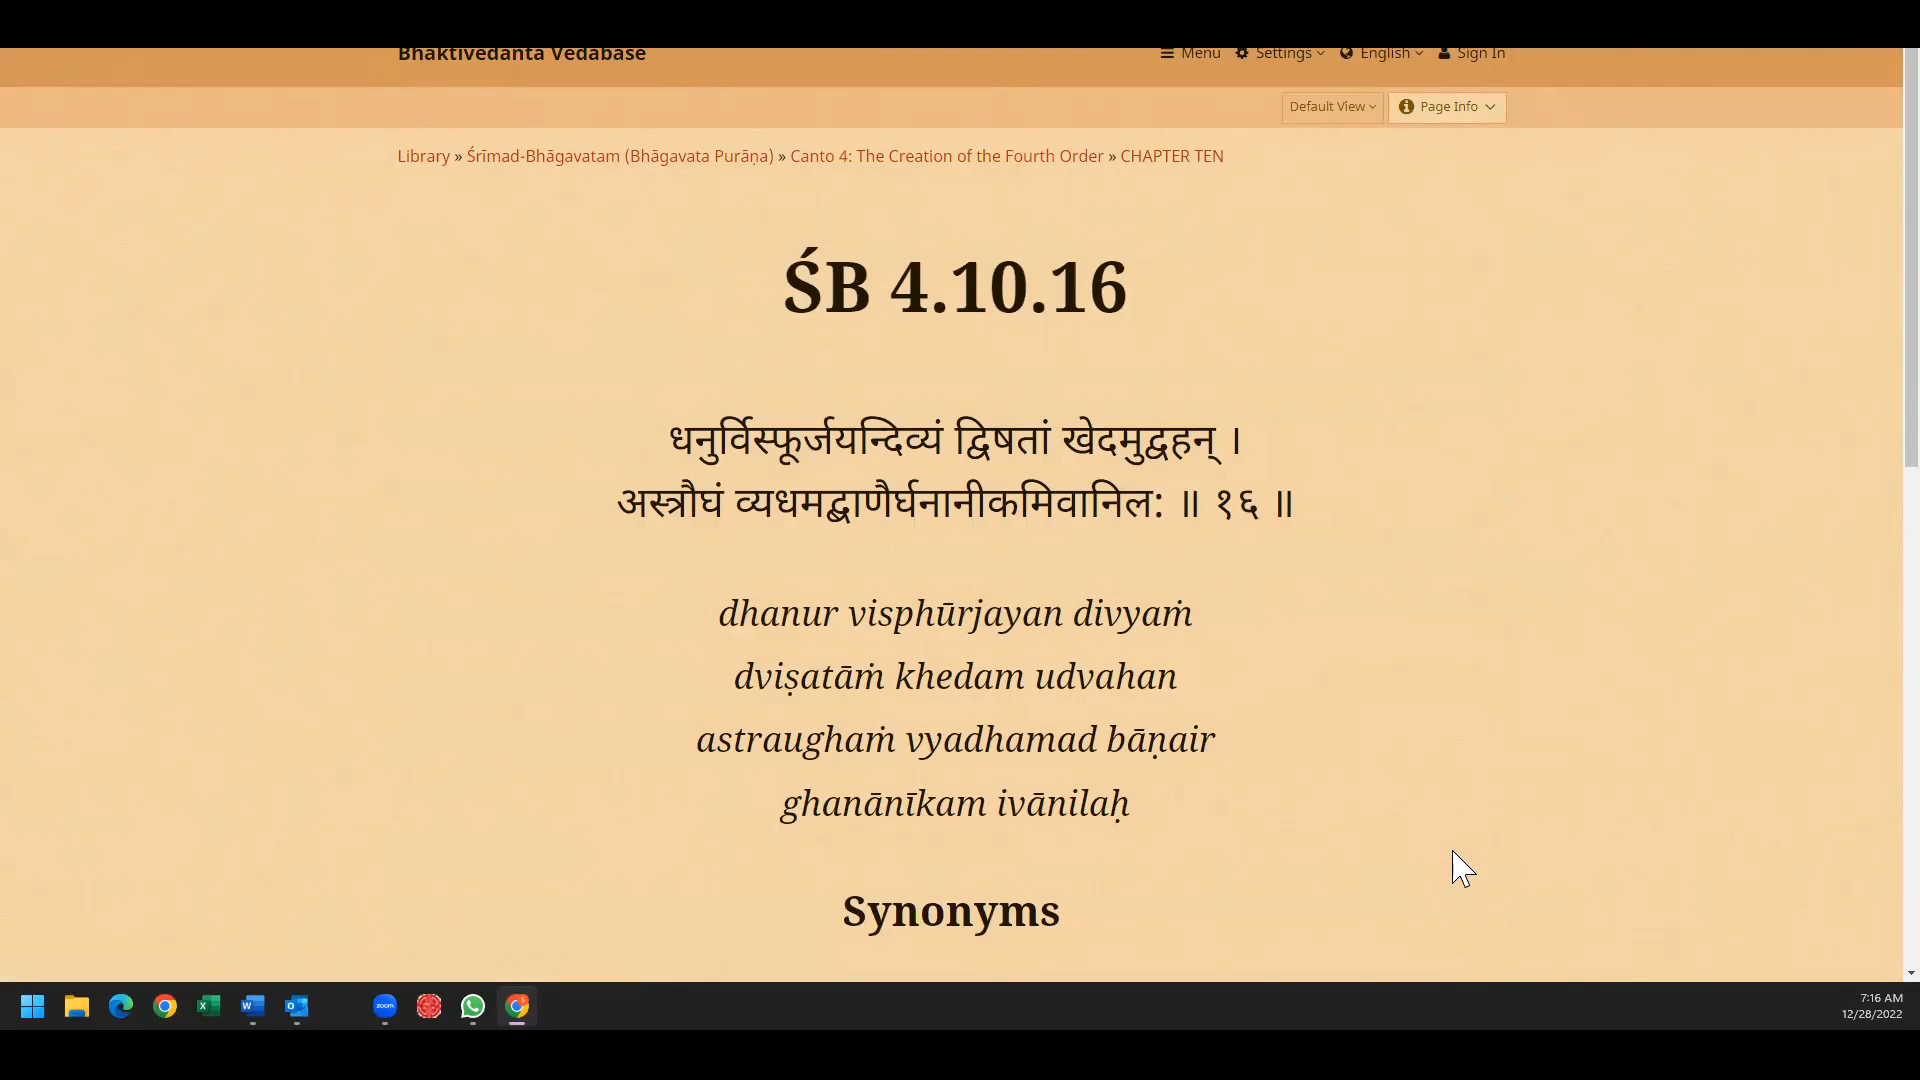 Bhaktivedanta Vedabase
Menu Settings English Sign In
Default View Page Info
Library » Śrīmad-Bhāgavatam (Bhāgavata Purāṇa) » Canto 4: The Creation of the Fourth Order » CHAPTER TEN
ŚB 4.10.16
धनुर्विस्फूर्जयन्दिव्यं द्विषतां खेदमुद्वहन् ।
अस्त्रौघं व्यधमद्बाणैर्घनानीकमिवानिल: ॥ १६ ॥
dhanur visphūrjayan divyaṁ
dviṣatāṁ khedam udvahan
astraughaṁ vyadhamad bāṇair
ghanānīkam ivānilaḥ
Synonyms
zoom
7:16 AM
12/28/2022